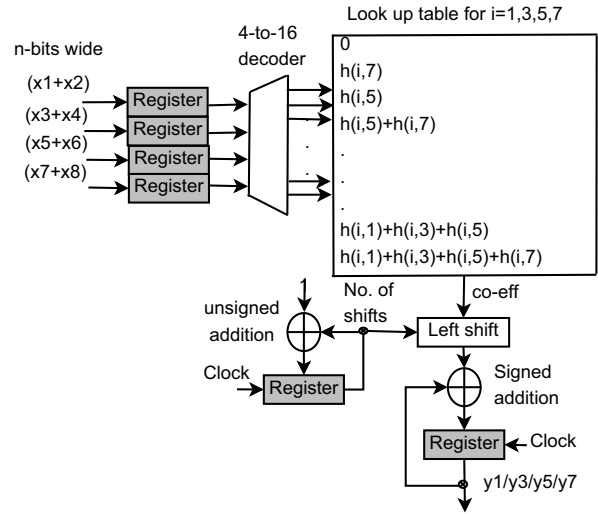 Look up table for i=1,3,5,7
4-to-16
decoder
n-bits wide
(x1+x2)
(x3+x4)
(x5+x6)
(x7+x8)
Register
Register
Register
Register
0
h(i,7)
h(i,5)
h(i,5)+h(i,7)
.
.
.
.
.
h(i,1)+h(i,3)+h(i,5)
h(i,1)+h(i,3)+h(i,5)+h(i,7)
1
No. of
shifts
co-eff
unsigned
addition
Left shift
Clock
Register
Signed
addition
Register
Clock
y1/y3/y5/y7